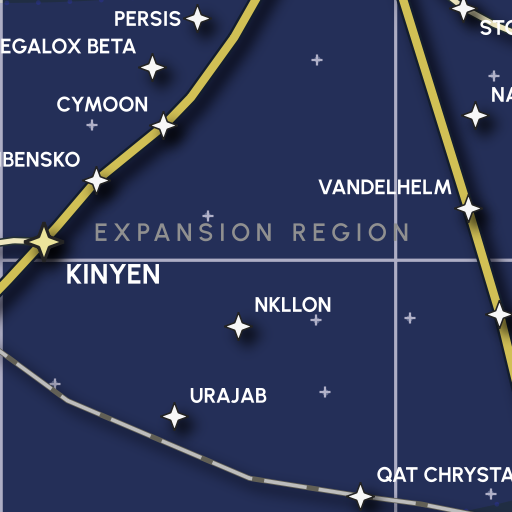 PERSIS
STO
EGALOX BETA
NA
CYMOON
BENSKO
VANDELHELM
EXPANSION REGION
KINYEN
NKLLON
URAJAB
QAT CHRYSTA